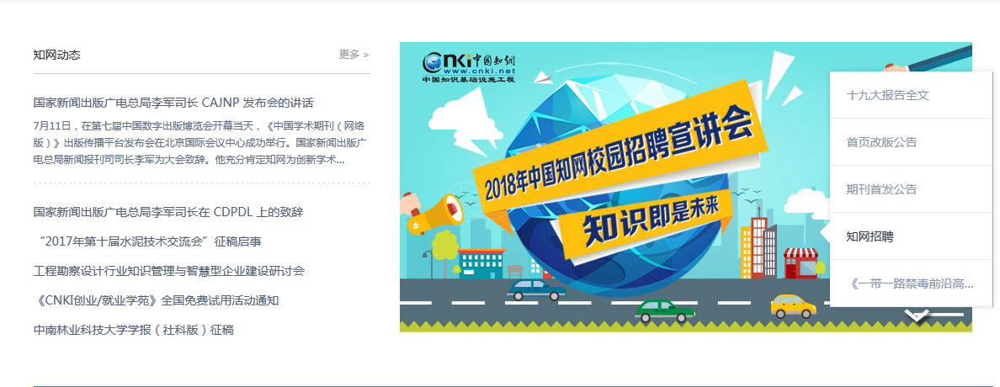 知网动态
更多 >
国家新闻出版广电总局李军司长 CAJNP 发布会的讲话
7月11日，在第七届中国数字出版博览会开幕当天，《中国学术期刊（网络
版）》出版传播平台发布会在北京国际会议中心成功举行。国家新闻出版广
电总局新闻报刊司司长李军为大会致辞。他充分肯定知网为创新学术...
国家新闻出版广电总局李军司长在 CDPDL 上的致辞
“2017年第十届水泥技术交流会”征稿启事
工程勘察设计行业知识管理与智慧型企业建设研讨会
《CNKI创业/就业学苑》全国免费试用活动通知
中南林业科技大学学报（社科版）征稿
CNKI中国知网
www.cnki.net
中国知识基础设施工程
2018年中国知网校园招聘宣讲会
知识即是未来
十九大报告全文
首页改版公告
期刊首发公告
知网招聘
《一带一路禁毒前沿高...